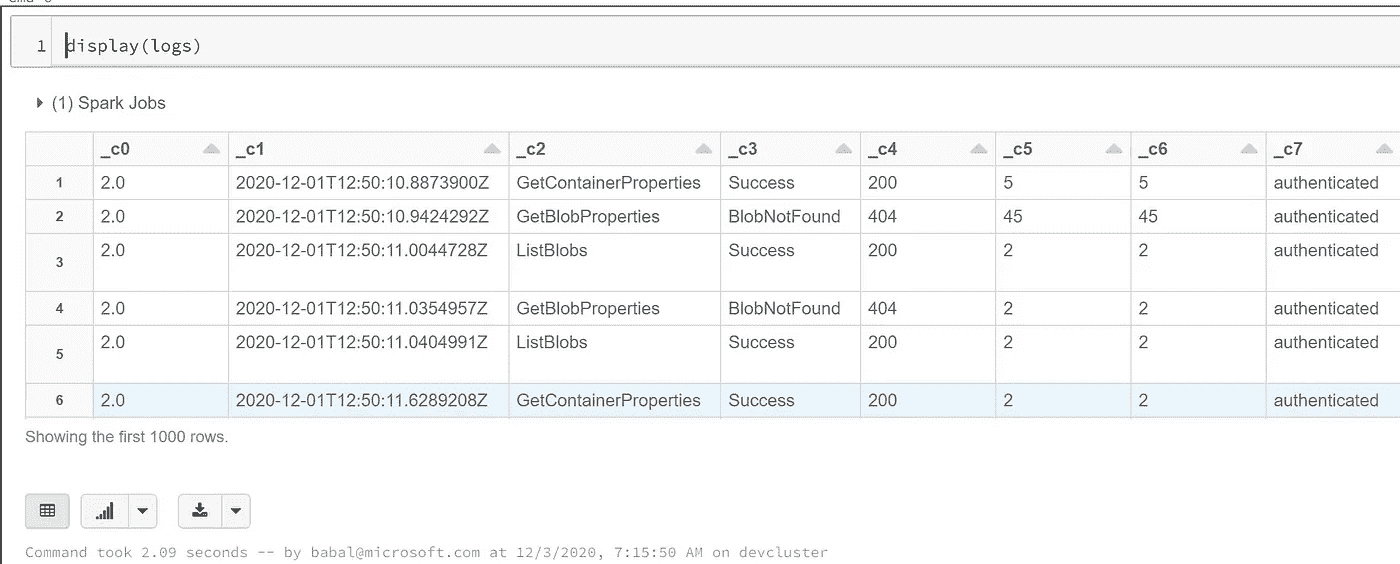 1 display(logs)
(1) Spark Jobs
_c0 _c1 _c2 _c3 _c4 _c5 _c6 _c7
1 2.0 2020-12-01T12:50:10.8873900Z GetContainerProperties Success 200 5 5 authenticated
2 2.0 2020-12-01T12:50:10.9424292Z GetBlobProperties BlobNotFound 404 45 45 authenticated
3 2.0 2020-12-01T12:50:11.0044728Z ListBlobs Success 200 2 2 authenticated
4 2.0 2020-12-01T12:50:11.0354957Z GetBlobProperties BlobNotFound 404 2 2 authenticated
5 2.0 2020-12-01T12:50:11.0404991Z ListBlobs Success 200 2 2 authenticated
6 2.0 2020-12-01T12:50:11.6289208Z GetContainerProperties Success 200 2 2 authenticated
Showing the first 1000 rows.
Command took 2.09 seconds -- by babal@microsoft.com at 12/3/2020, 7:15:50 AM on devcluster